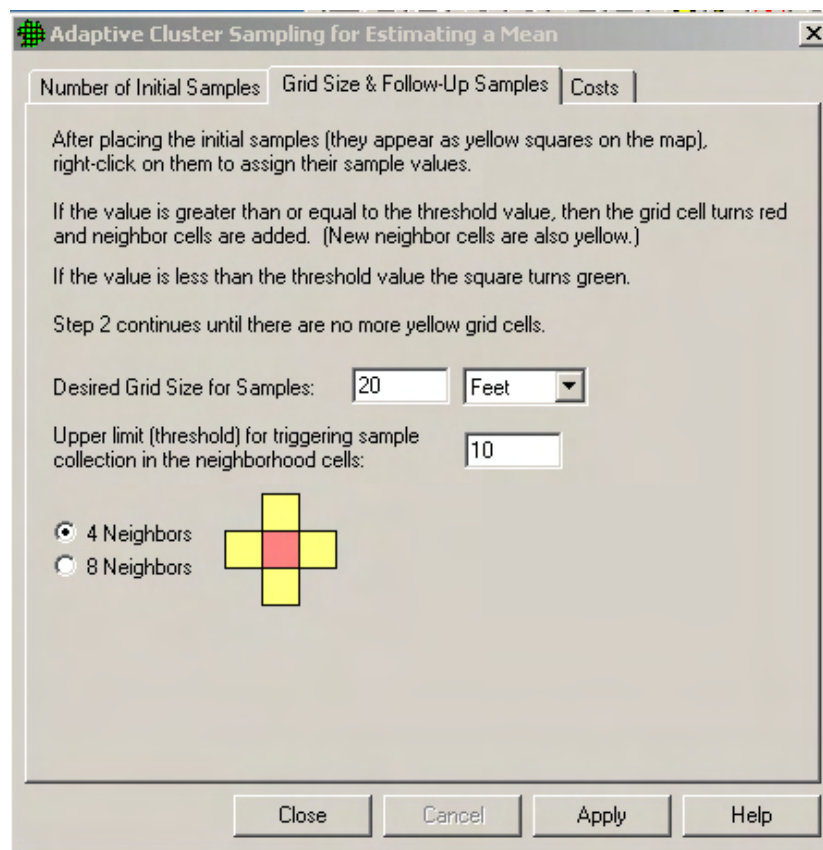 Adaptive Cluster Sampling for Estimating a Mean
Number of Initial Samples Grid Size & Follow-Up Samples Costs
After placing the initial samples (they appear as yellow squares on the map),
right-click on them to assign their sample values.
If the value is greater than or equal to the threshold value, then the grid cell turns red
and neighbor cells are added. (New neighbor cells are also yellow.)
If the value is less than the threshold value the square turns green.
Step 2 continues until there are no more yellow grid cells.
Desired Grid Size for Samples: 20 Feet
Upper limit (threshold) for triggering sample
collection in the neighborhood cells: 10
4 Neighbors
8 Neighbors
Close Cancel Apply Help